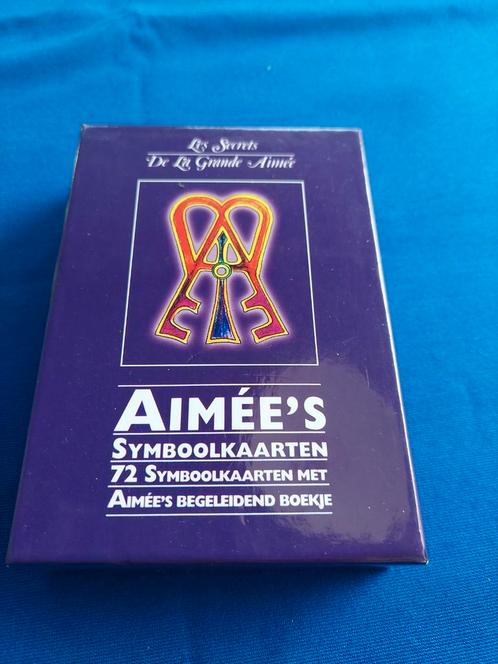 Les Secrets
De La Grande Aimée
AIMÉE'S
SYMBOOLKAARTEN
72 SYMBOOLKAARTEN MET
AIMÉE'S BEGELEIDEND BOEKJE